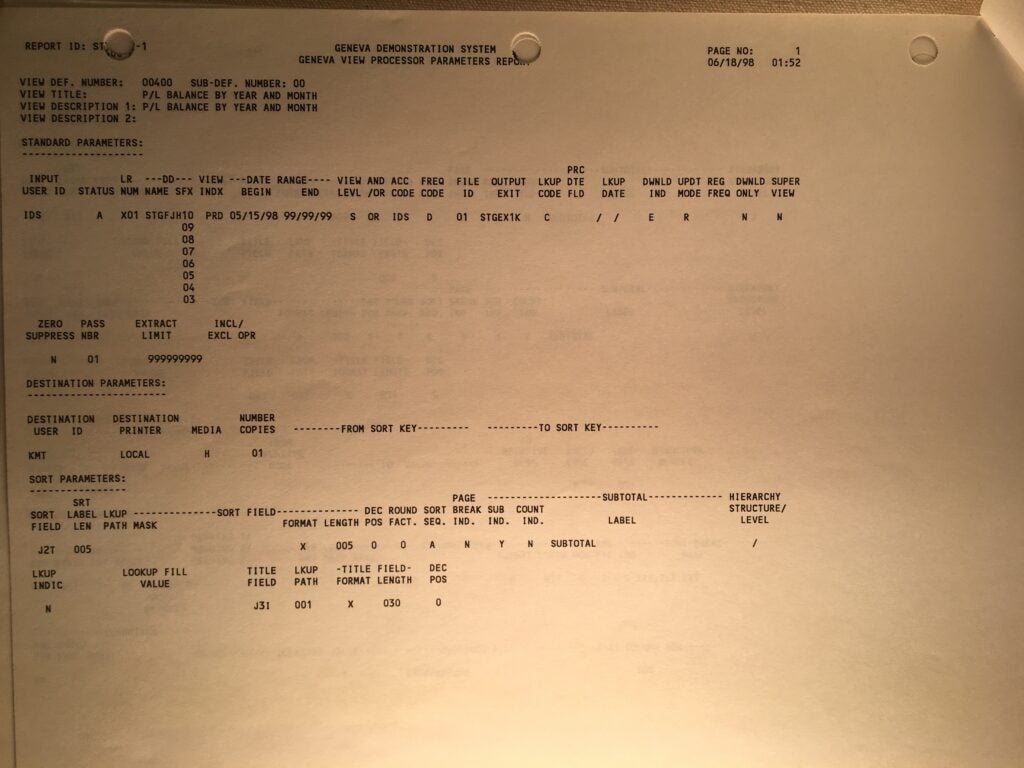 REPORT ID: ST -1 GENEVA DEMONSTRATION SYSTEM PAGE NO: 1
GENEVA VIEW PROCESSOR PARAMETERS REPORT 06/18/98 01:52
VIEW DEF. NUMBER: 00400 SUB-DEF. NUMBER: 00
VIEW TITLE: P/L BALANCE BY YEAR AND MONTH
VIEW DESCRIPTION 1: P/L BALANCE BY YEAR AND MONTH
VIEW DESCRIPTION 2:
STANDARD PARAMETERS:
---------------------
PRC
INPUT LR ---DD--- VIEW ---DATE RANGE---- VIEW AND ACC FREQ FILE OUTPUT LKUP DTE LKUP DWNLD UPDT REG DWNLD SUPER
USER ID STATUS NUM NAME SFX INDX BEGIN END LEVL /OR CODE CODE ID EXIT CODE FLD DATE IND MODE FREQ ONLY VIEW
IDS A X01 STGFJH10 PRD 05/15/98 99/99/99 S OR IDS D 01 STGEX1K C / / E R N N
09
08
07
06
05
04
03
ZERO PASS EXTRACT INCL/
SUPPRESS NBR LIMIT EXCL OPR
N 01 999999999
DESTINATION PARAMETERS:
------------------------
DESTINATION DESTINATION NUMBER
USER ID PRINTER MEDIA COPIES --------FROM SORT KEY--------- ---------TO SORT KEY----------
KMT LOCAL H 01
SORT PARAMETERS:
-----------------
SRT PAGE --------------------SUBTOTAL------------- HIERARCHY
SORT LABEL LKUP --------------SORT FIELD-------------- DEC ROUND SORT BREAK SUB COUNT STRUCTURE/
FIELD LEN PATH MASK FORMAT LENGTH POS FACT. SEQ. IND. IND. IND. LABEL LEVEL
J2T 005 X 005 0 0 A N Y N SUBTOTAL /
LKUP LOOKUP FILL TITLE LKUP -TITLE FIELD- DEC
INDIC VALUE FIELD PATH FORMAT LENGTH POS
N J3I 001 X 030 0